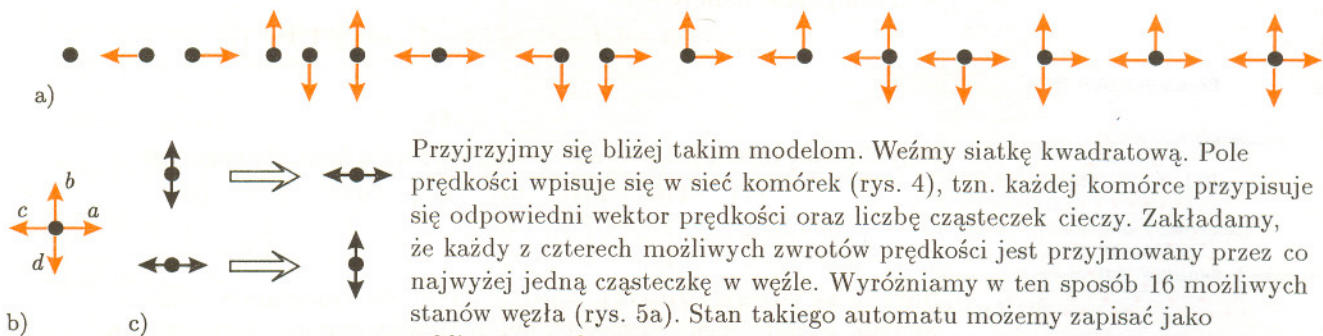 a)
Przyjrzyjmy się bliżej takim modelom. Weźmy siatkę kwadratową. Pole
prędkości wpisuje się w sieć komórek (rys. 4), tzn. każdej komórce przypisuje
się odpowiedni wektor prędkości oraz liczbę cząsteczek cieczy. Zakładamy,
że każdy z czterech możliwych zwrotów prędkości jest przyjmowany przez co
najwyżej jedną cząsteczkę w węźle. Wyróżniamy w ten sposób 16 możliwych
stanów węzła (rys. 5a). Stan takiego automatu możemy zapisać jako
b
c
a
d
b)
c)